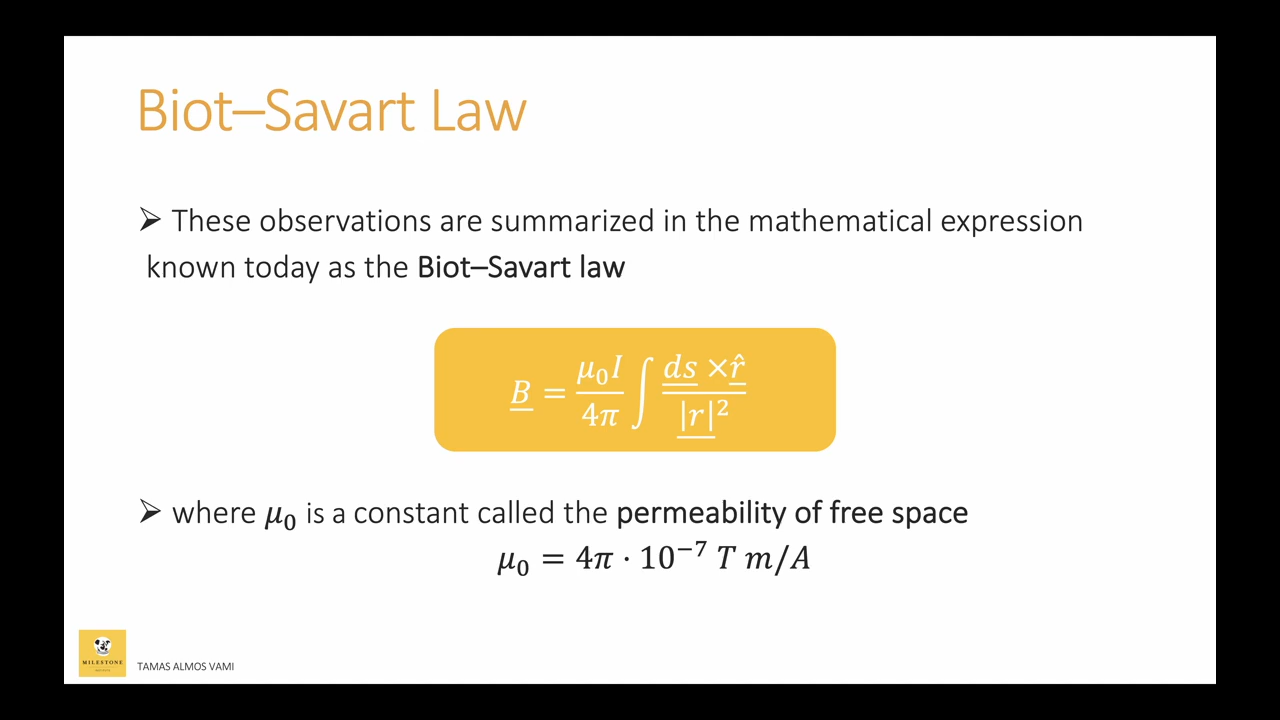 Biot–Savart Law
➢ These observations are summarized in the mathematical expression
known today as the Biot–Savart law
B = μ₀I/4π ∫ ds × r̂ / |r|²
➢ where μ₀ is a constant called the permeability of free space
μ₀ = 4π · 10⁻⁷ T m/A
MILESTONE
TAMAS ALMOS VAMI